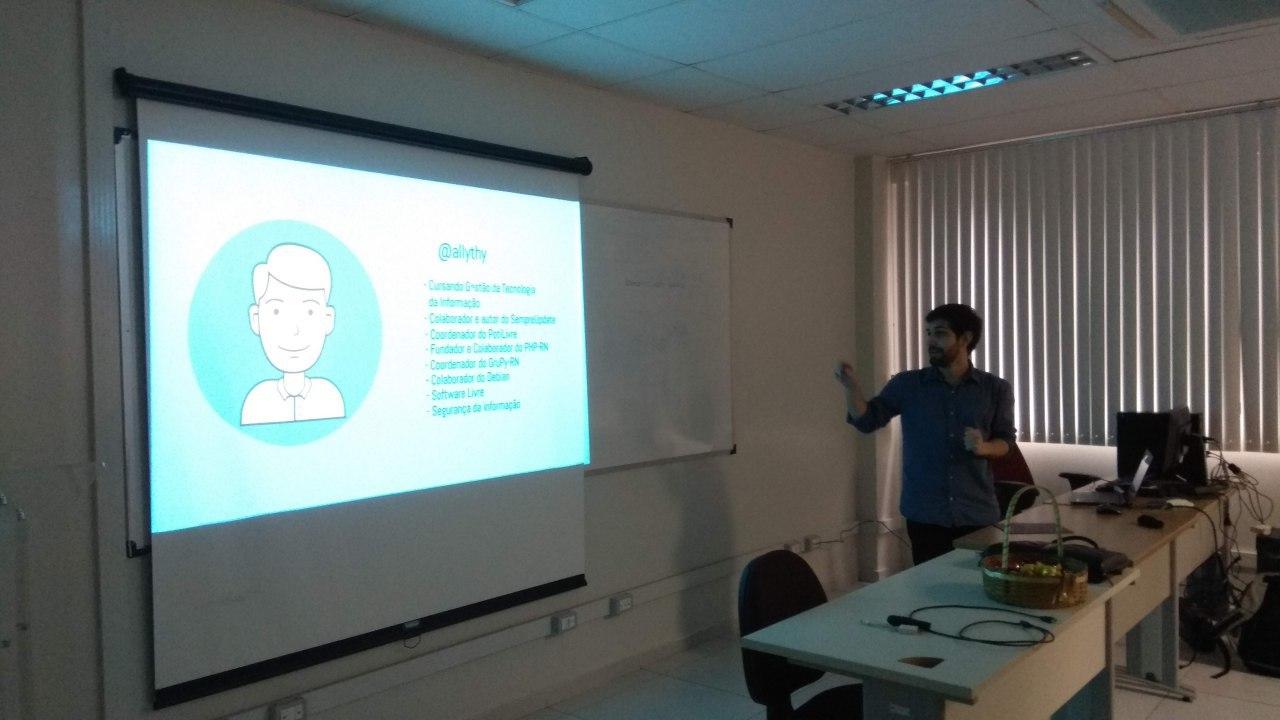 @allythy
- Cursando Gestão da Tecnologia
da Informação
- Colaborador e autor do SempreUpdate
- Coordenador do PotiLivre
- Fundador e Colaborador do PHP-RN
- Coordenador do GruPy-RN
- Colaborador do Debian
- Software Livre
- Segurança da informação